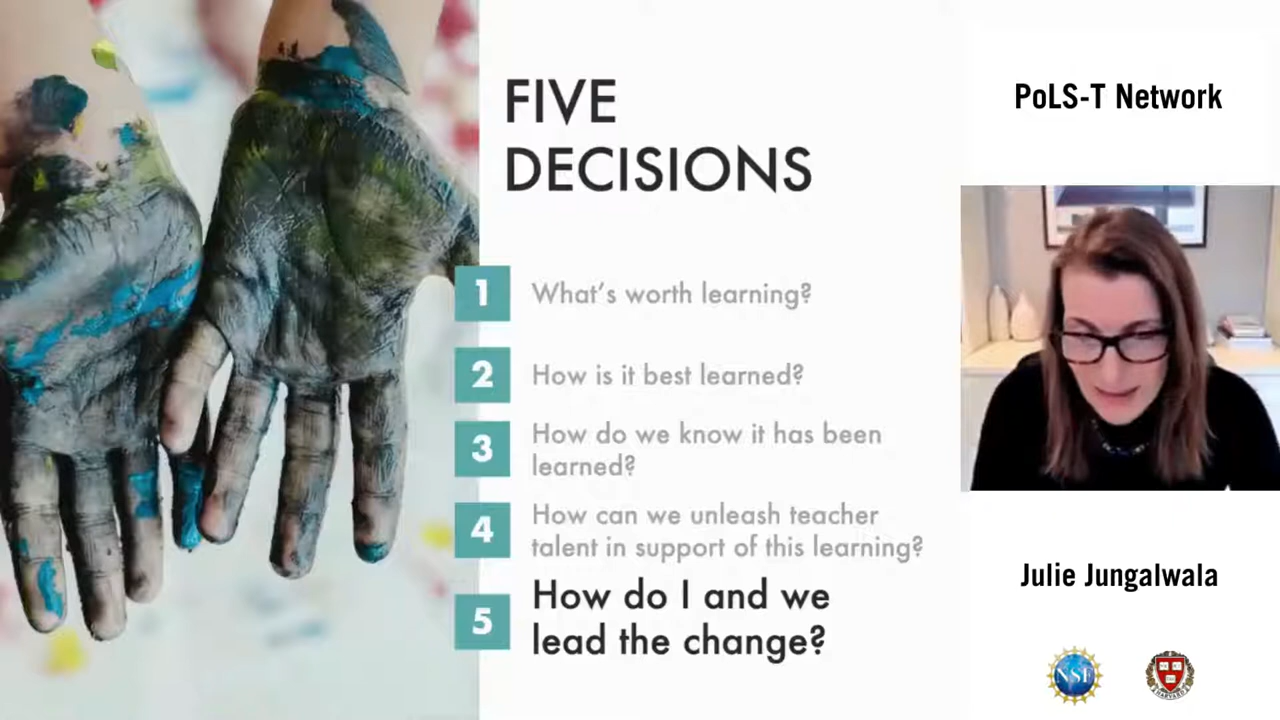 FIVE
DECISIONS
1
What's worth learning?
2
How is it best learned?
3
How do we know it has been
learned?
4
How can we unleash teacher
talent in support of this learning?
5
How do I and we
lead the change?
PoLS-T Network
Julie Jungalwala
NSF
HARVARD